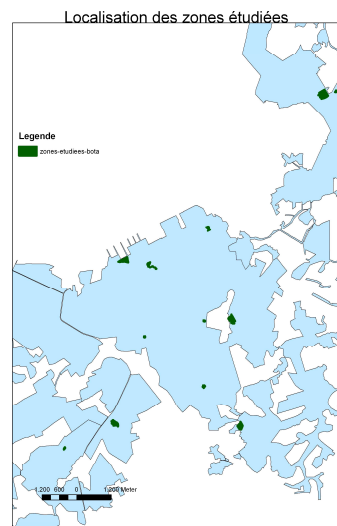 Localisation des zones étudiées
Legende
zones-etudiees-bota
1 200 600 0 1 200 Meter